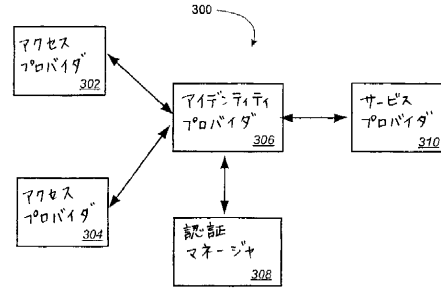 300
アクセス
プロバイダ
302
アイデンティティ
プロバイダ
306
サービス
プロバイダ
310
アクセス
プロバイダ
304
認証
マネージャ
308